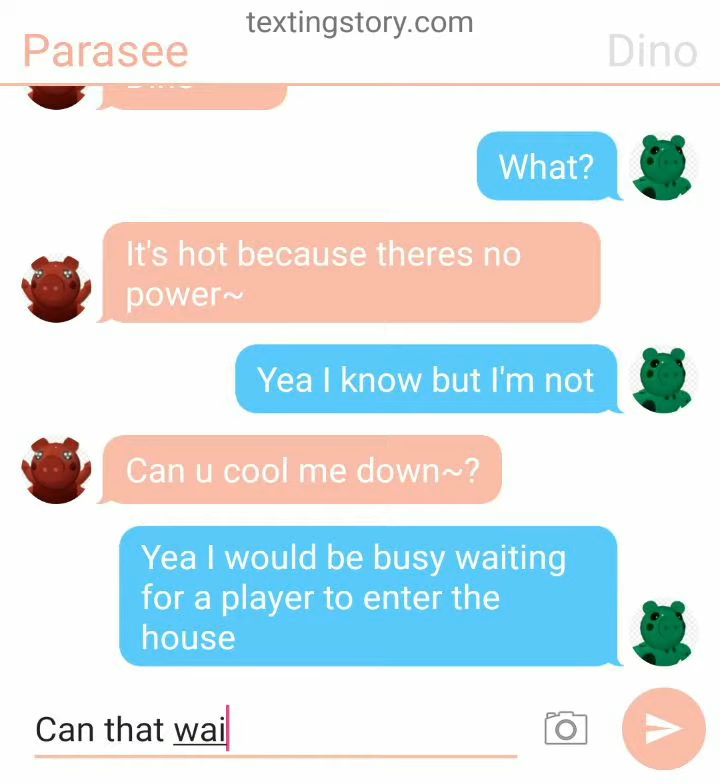 textingstory.com
Parasee
Dino
What?
It's hot because theres no
power~
Yea I know but I'm not
Can u cool me down~?
Yea I would be busy waiting
for a player to enter the
house
Can that wai